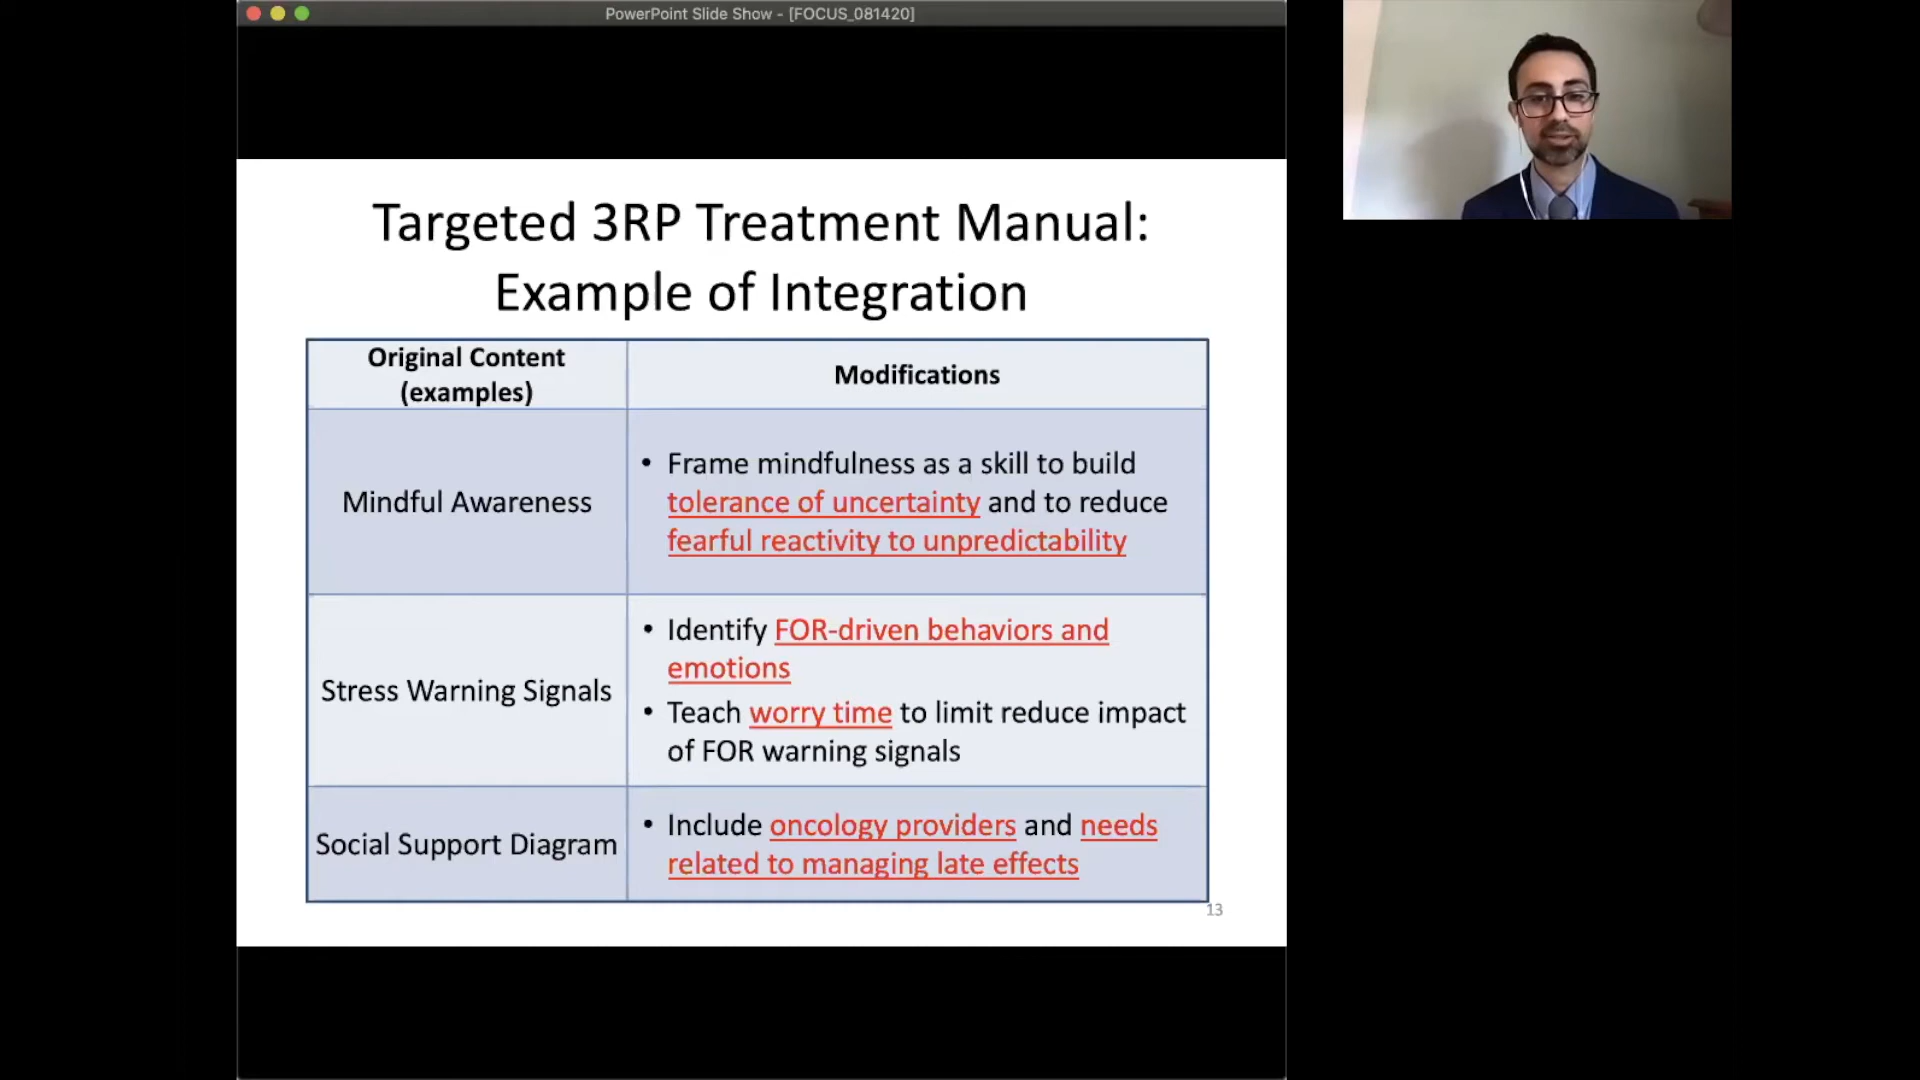 PowerPoint Slide Show - [FOCUS_081420]
Targeted 3RP Treatment Manual:
Example of Integration
Original Content
(examples)
Modifications
Mindful Awareness
• Frame mindfulness as a skill to build
tolerance of uncertainty and to reduce
fearful reactivity to unpredictability
Stress Warning Signals
• Identify FOR-driven behaviors and
emotions
• Teach worry time to limit reduce impact
of FOR warning signals
Social Support Diagram
• Include oncology providers and needs
related to managing late effects
13